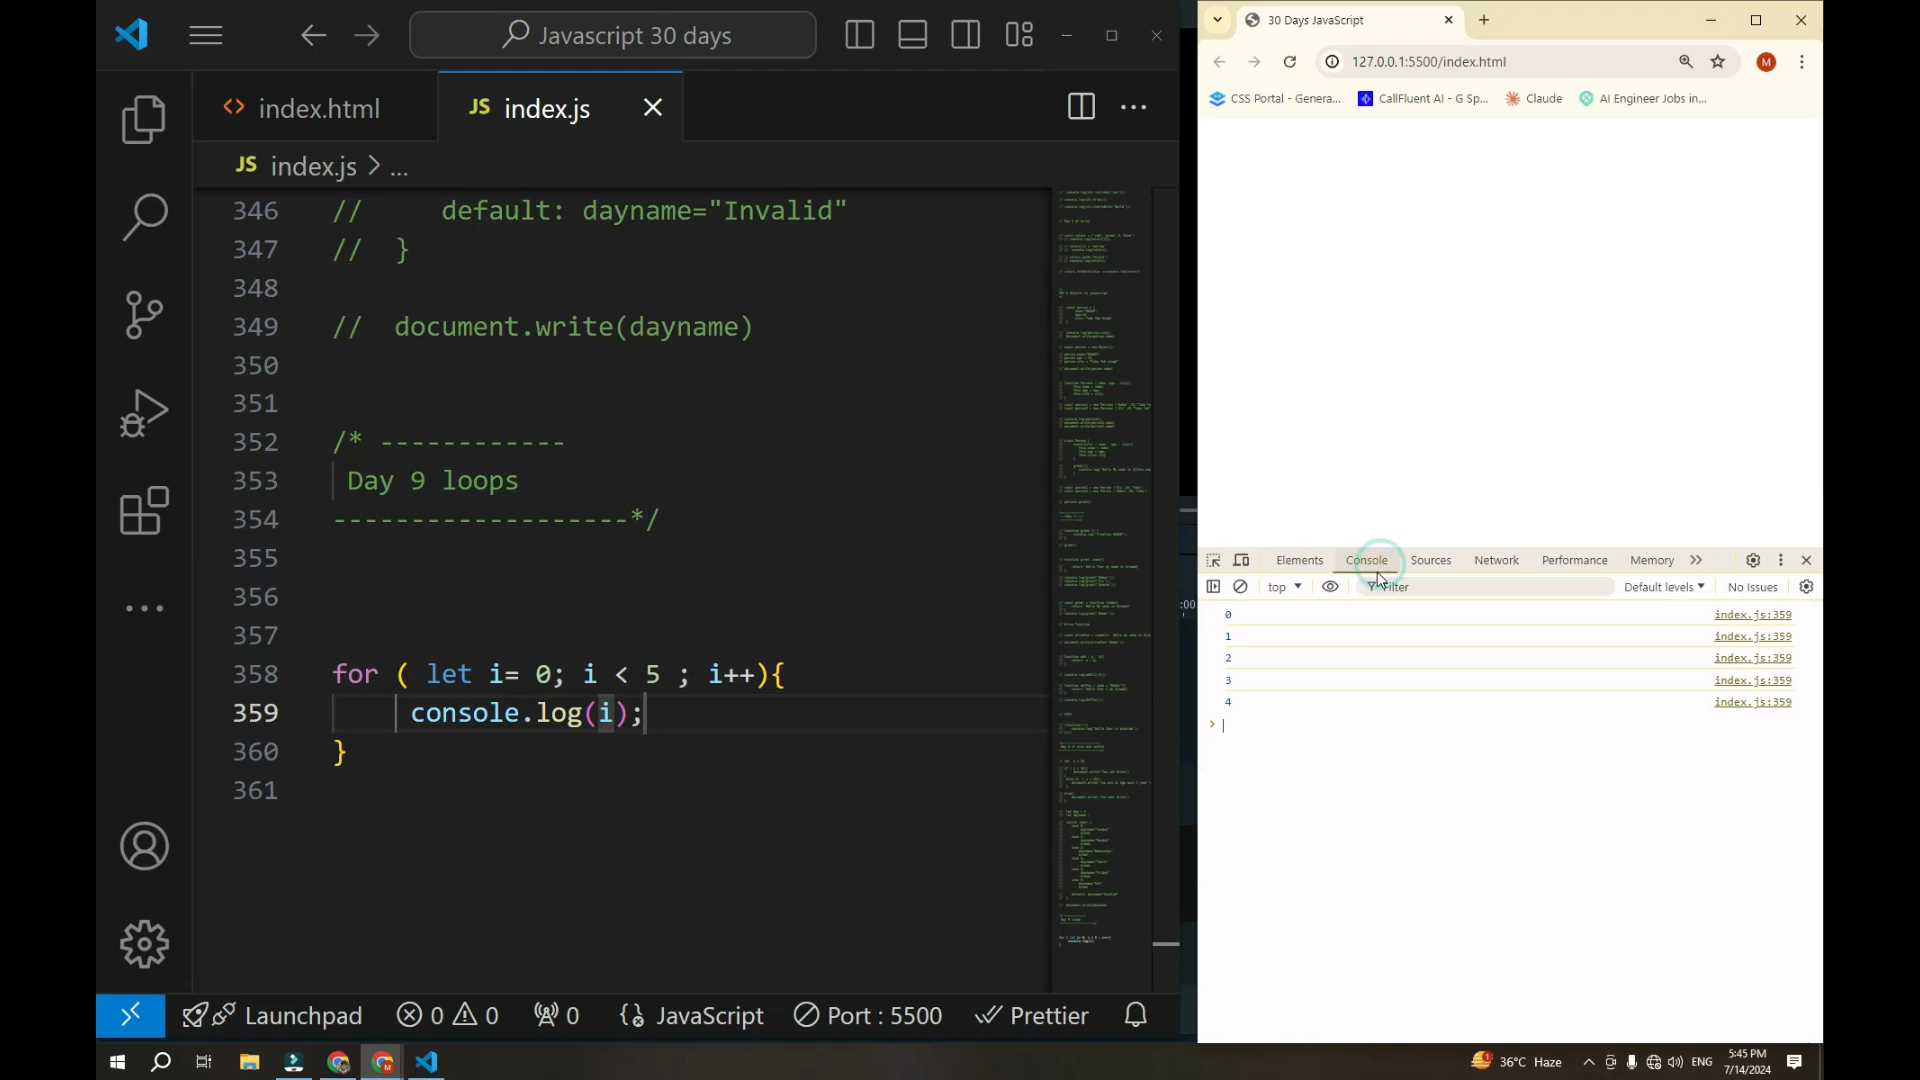 Javascript 30 days
index.html
JS index.js
JS index.js > ...
346 // default: dayname="Invalid"
347 // }
348
349 // document.write(dayname)
350
351
352 /* ------------
353 Day 9 loops
354 -------------------*/
355
356
357
358 for ( let i= 0; i < 5 ; i++){
359 console.log(i);
360 }
361
Launchpad 0 0 0 JavaScript Port : 5500 Prettier
30 Days JavaScript
127.0.0.1:5500/index.html M
CSS Portal - Genera... CallFluent AI - G Sp... Claude AI Engineer Jobs in...
Elements Console Sources Network Performance Memory
top Filter Default levels No Issues
0 index.js:359
1 index.js:359
2 index.js:359
3 index.js:359
4 index.js:359
>
36°C Haze ENG 5:45 PM
7/14/2024